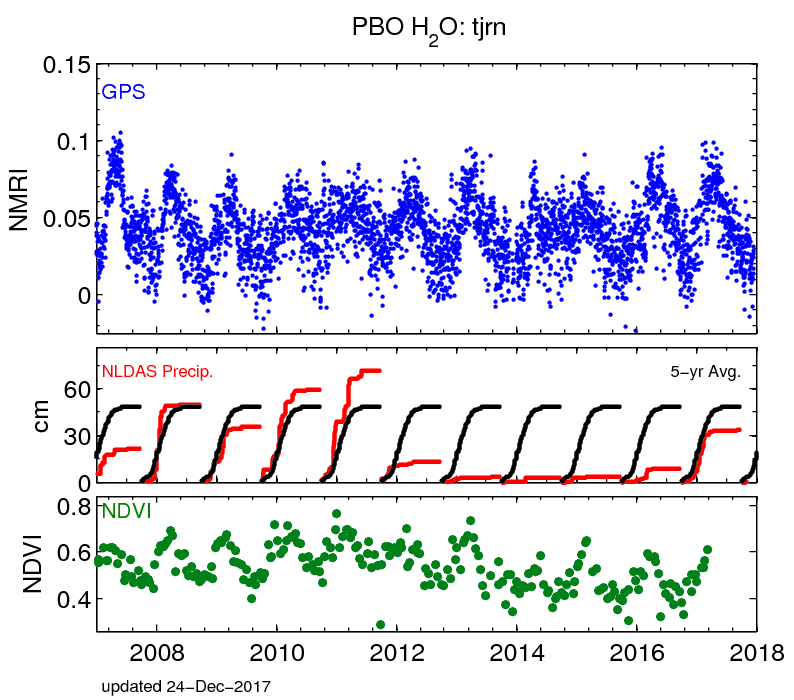 PBO H2O: tjrn
0.15
GPS
0.1
NMRI
0.05
0
NLDAS Precip. 5-yr Avg.
60
cm
30
0
0.8
NDVI
NDVI
0.6
0.4
2008 2010 2012 2014 2016 2018
updated 24-Dec-2017